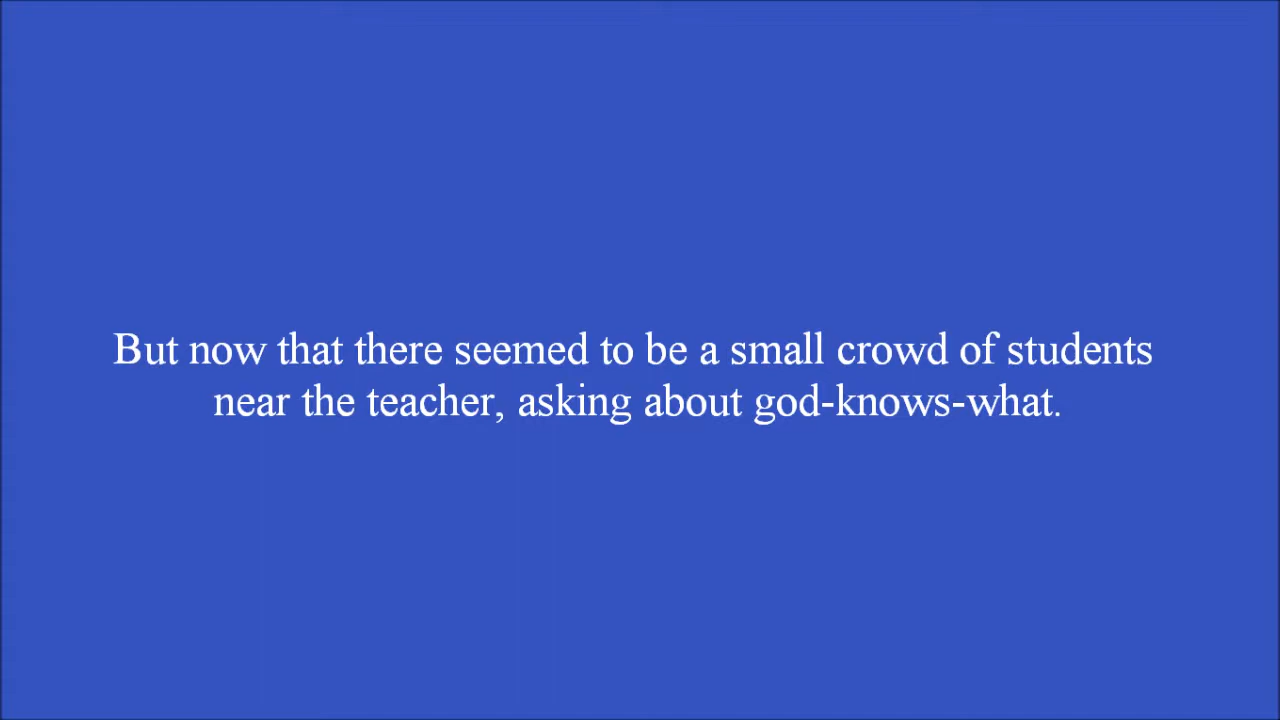 But now that there seemed to be a small crowd of students
near the teacher, asking about god-knows-what.